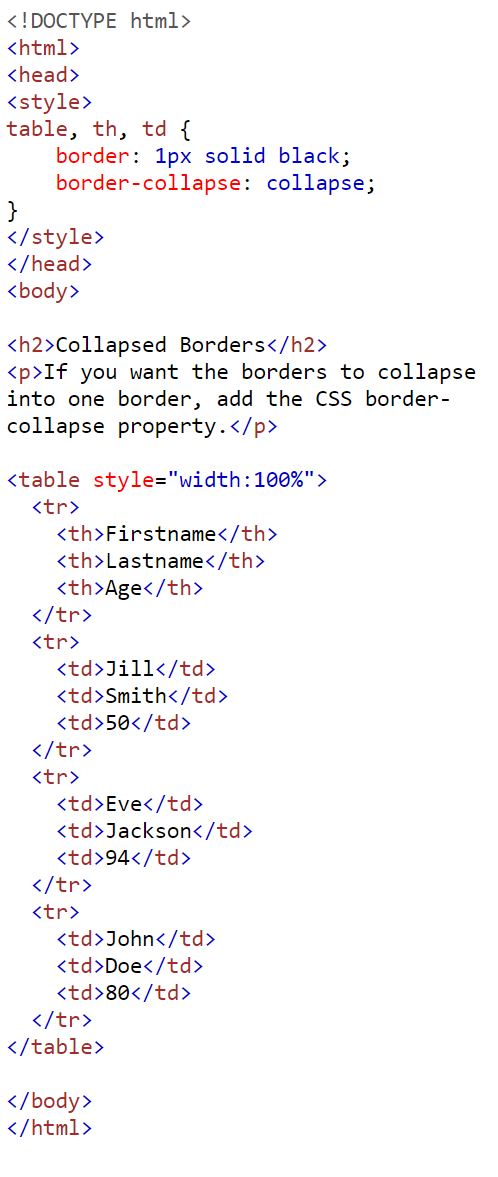 <!DOCTYPE html>
<html>
<head>
<style>
table, th, td {
    border: 1px solid black;
    border-collapse: collapse;
}
</style>
</head>
<body>

<h2>Collapsed Borders</h2>
<p>If you want the borders to collapse
into one border, add the CSS border-
collapse property.</p>

<table style="width:100%">
  <tr>
    <th>Firstname</th>
    <th>Lastname</th>
    <th>Age</th>
  </tr>
  <tr>
    <td>Jill</td>
    <td>Smith</td>
    <td>50</td>
  </tr>
  <tr>
    <td>Eve</td>
    <td>Jackson</td>
    <td>94</td>
  </tr>
  <tr>
    <td>John</td>
    <td>Doe</td>
    <td>80</td>
  </tr>
</table>

</body>
</html>